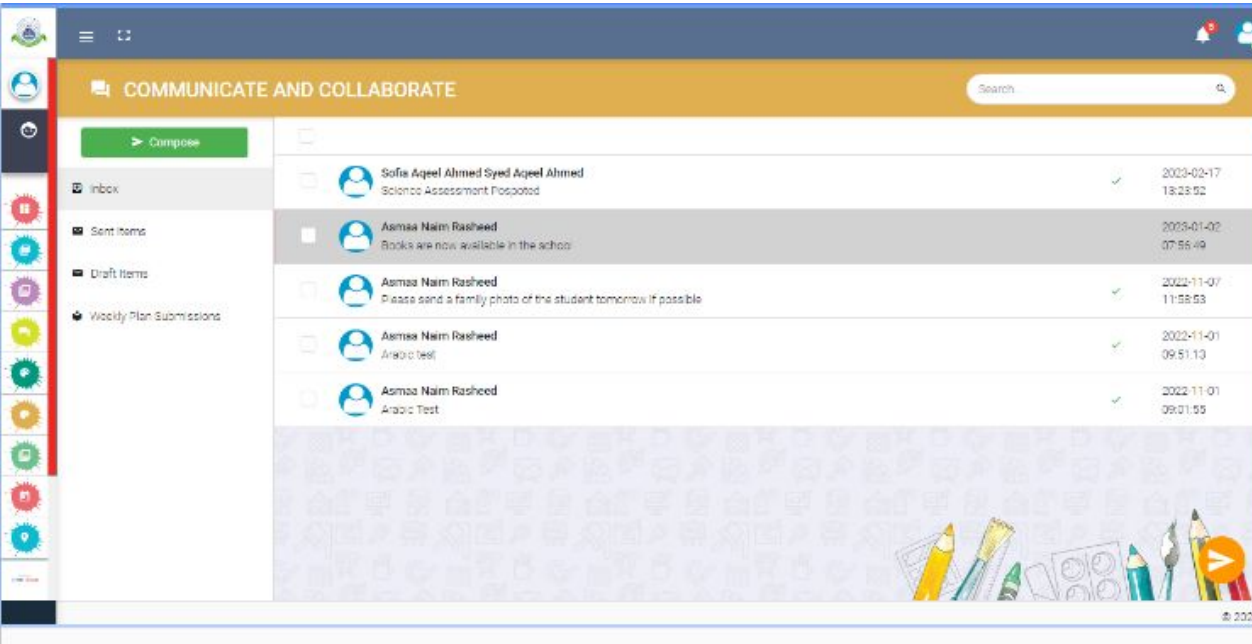 5
COMMUNICATE AND COLLABORATE
Search
Compose
Inbox
Sent Items
Draft Items
Weekly Plan Submissions
Sofia Aqeel Ahmed Syed Aqeel Ahmed
Science Assessment Pospoted
2023-02-17
13:23:52
Asmaa Naim Rasheed
Books are now available in the school
2023-01-02
07:56:49
Asmaa Naim Rasheed
Please send a family photo of the student tomorrow if possible
2022-11-07
11:58:53
Asmaa Naim Rasheed
Arabic test
2022-11-01
09:51:13
Asmaa Naim Rasheed
Arabic Test
2022-11-01
09:01:55
© 202